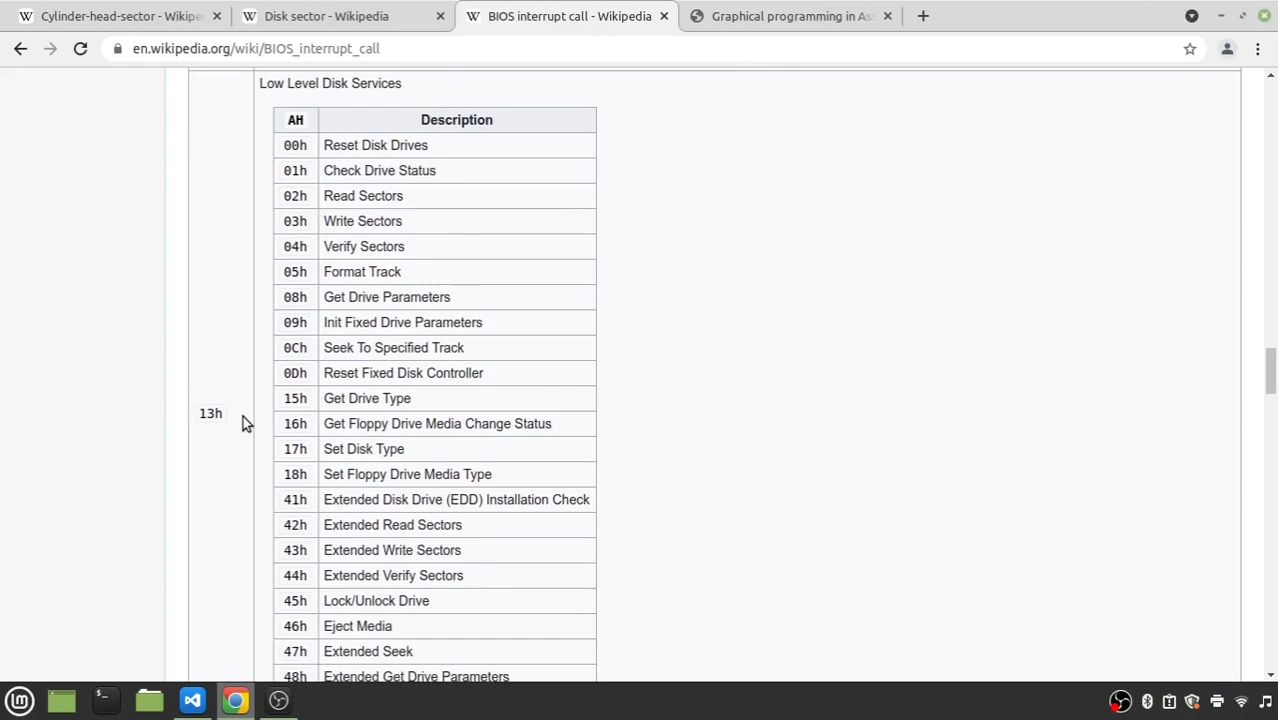 Cylinder-head-sector - Wikipe
Disk sector - Wikipedia
BIOS interrupt call - Wikipedia
Graphical programming in Ass
en.wikipedia.org/wiki/BIOS_interrupt_call
Low Level Disk Services
AH Description
00h Reset Disk Drives
01h Check Drive Status
02h Read Sectors
03h Write Sectors
04h Verify Sectors
05h Format Track
08h Get Drive Parameters
09h Init Fixed Drive Parameters
0Ch Seek To Specified Track
0Dh Reset Fixed Disk Controller
15h Get Drive Type
13h
16h Get Floppy Drive Media Change Status
17h Set Disk Type
18h Set Floppy Drive Media Type
41h Extended Disk Drive (EDD) Installation Check
42h Extended Read Sectors
43h Extended Write Sectors
44h Extended Verify Sectors
45h Lock/Unlock Drive
46h Eject Media
47h Extended Seek
48h Extended Get Drive Parameters